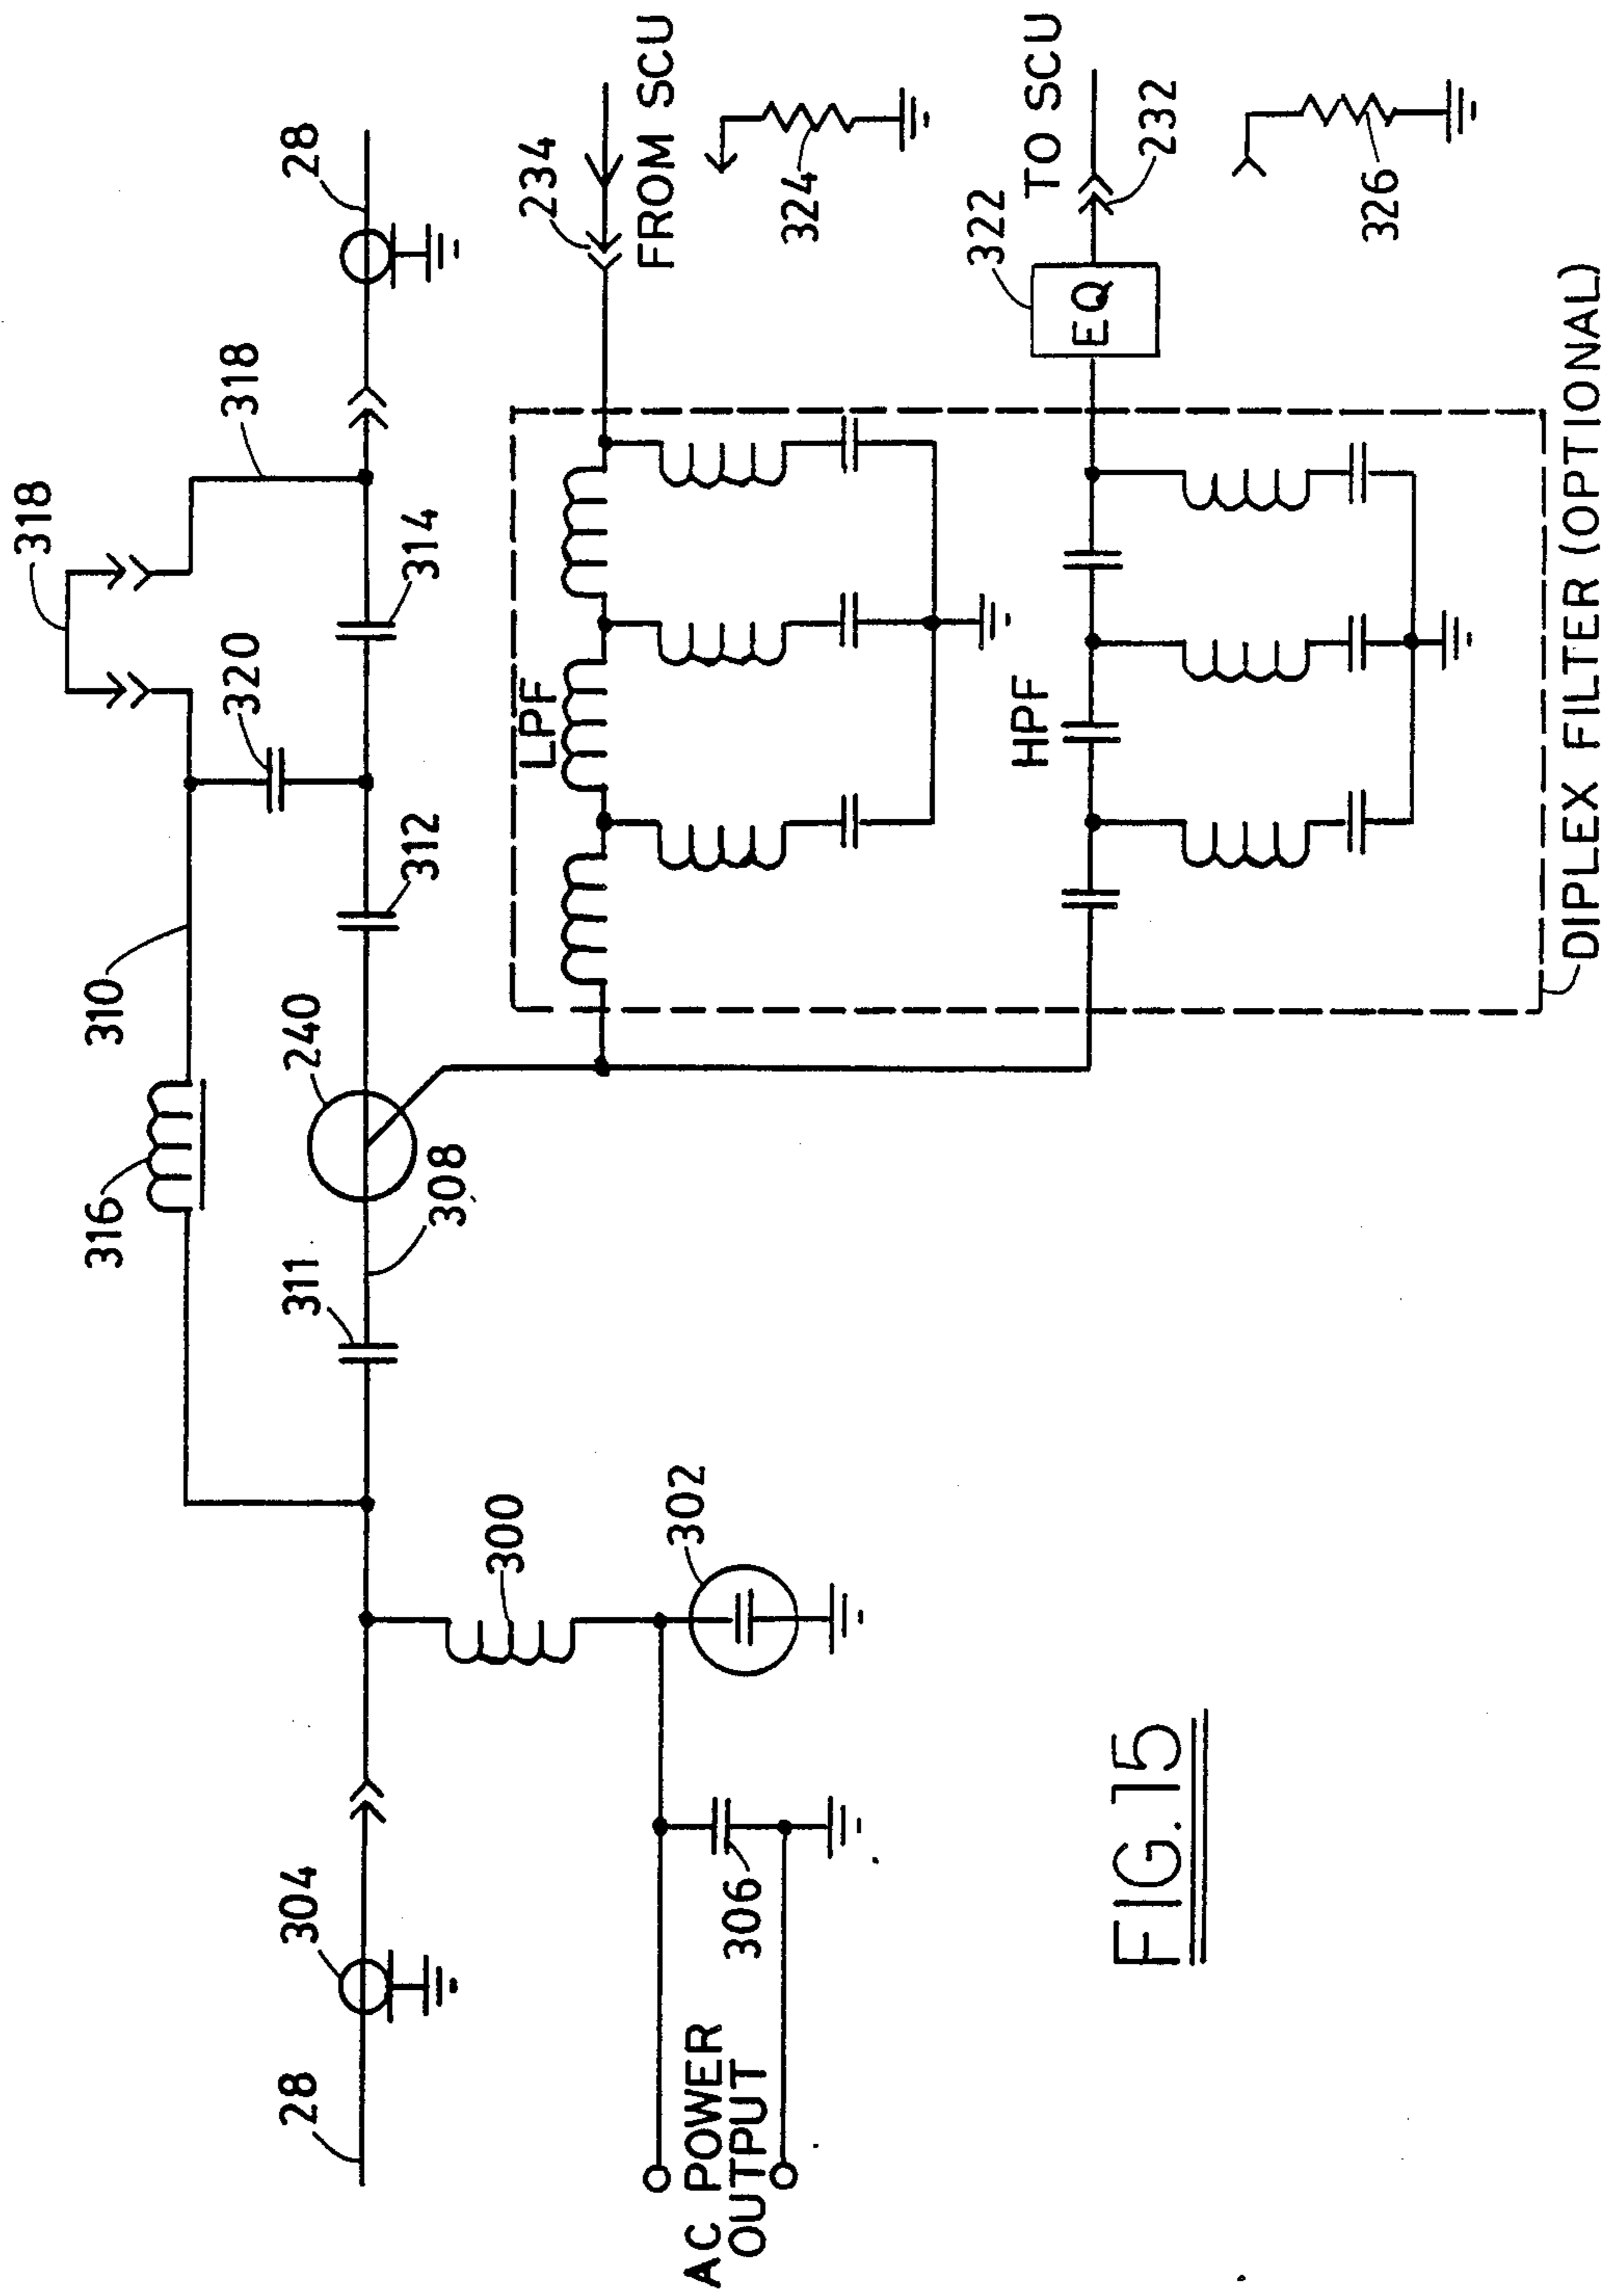 318
318
28
316
310
320
314
311
240
312
308
304
28
300
302
306
AC POWER
OUTPUT
234
FROM SCU
324
LPF
HPF
322
EQ
TO SCU
232
326
DIPLEX FILTER (OPTIONAL)
FIG.15